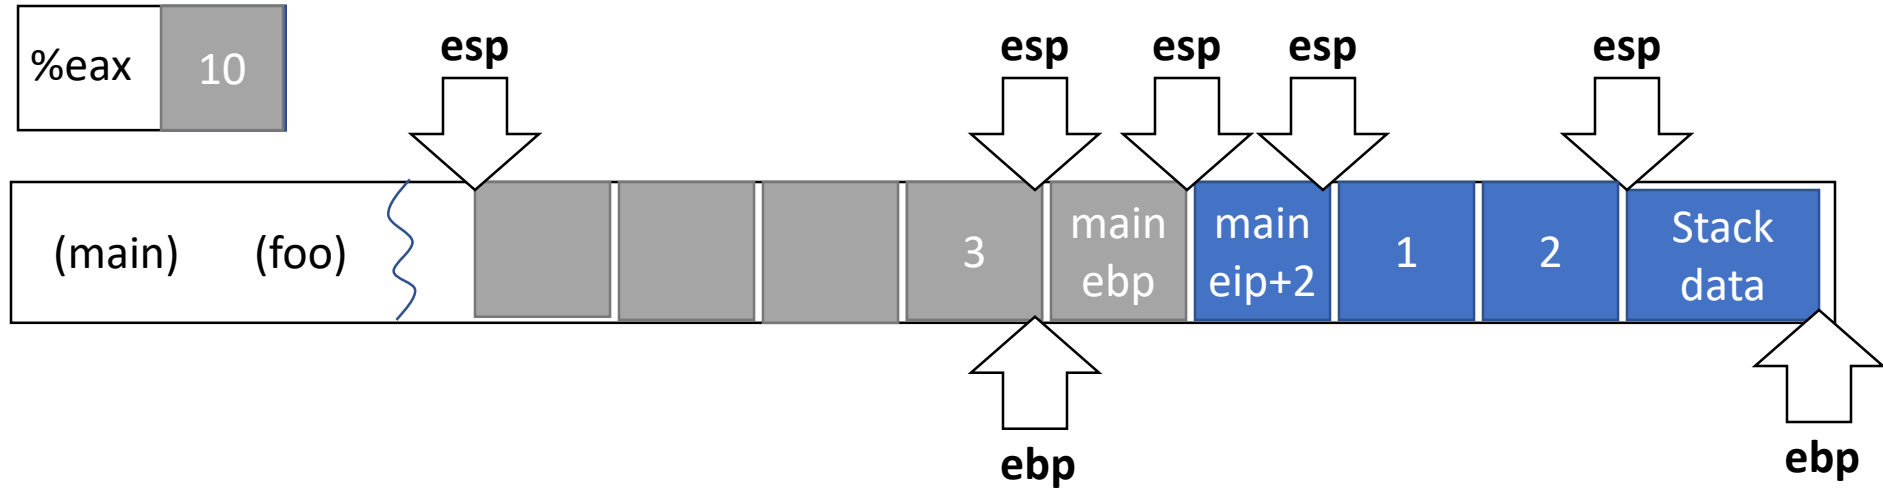 %eax 10
esp esp esp esp esp
(main) (foo) 3 main ebp main eip+2 1 2 Stack data
ebp ebp